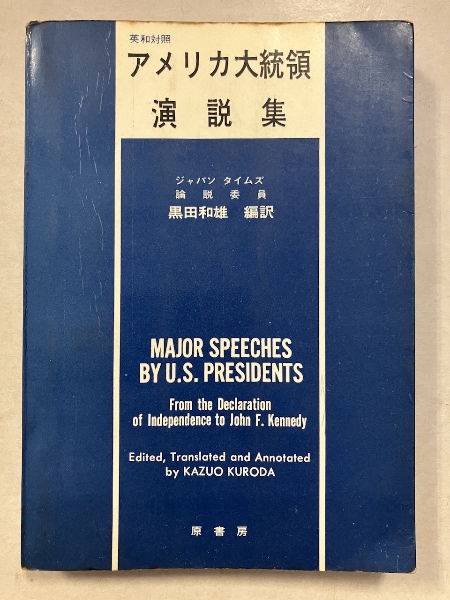 英和対照
アメリカ大統領
演説集
ジャパン タイムズ
論説委員
黒田和雄 編訳
MAJOR SPEECHES
BY U.S. PRESIDENTS
From the Declaration
of Independence to John F. Kennedy
Edited, Translated and Annotated
by KAZUO KURODA
原書房